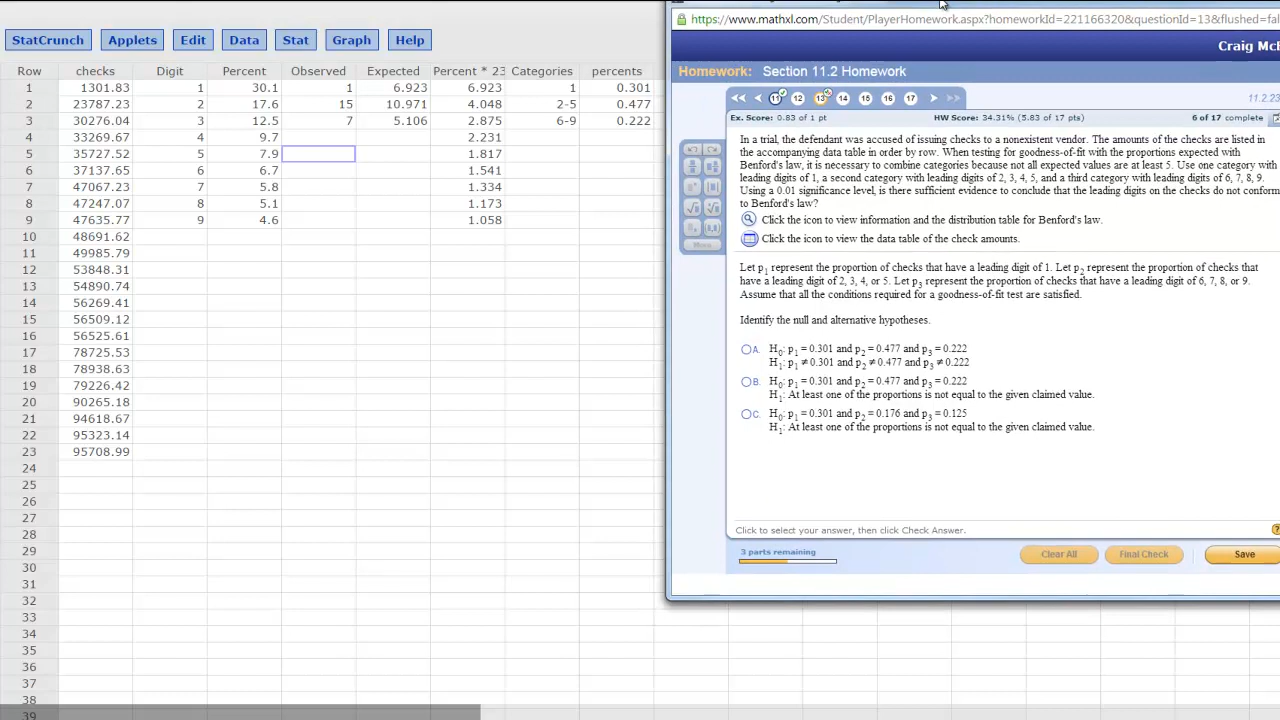 https://www.mathxl.com/Student/PlayerHomework.aspx?homeworkId=221166320&questionId=13&flushed=fal
StatCrunch Applets Edit Data Stat Graph Help
Row checks Digit Percent Observed Expected Percent * 23 Categories percents
1 1301.83 1 30.1 1 6.923 6.923 1 0.301
2 23787.83 2 17.6 15 10.971 4.048 2-5 0.477
3 30276.04 3 12.5 7 5.106 2.875 6-9 0.222
4 33269.67 4 9.7 2.231
5 35727.52 5 7.9 1.817
6 37137.65 6 6.7 1.541
7 47067.23 7 5.8 1.334
8 47247.07 8 5.1 1.173
9 47635.77 9 4.6 1.058
10 48691.62
11 49985.79
12 53848.31
13 54890.74
14 56269.41
15 56509.12
16 56525.61
17 78725.53
18 78938.63
19 79226.42
20 90265.18
21 94618.67
22 95323.14
23 95708.99
24
25
26
27
28
29
30
31
32
33
34
35
36
37
38
39
Craig McE
Homework: Section 11.2 Homework
11 12 13 14 15 16 17
11.2.23
Ex. Score: 0.83 of 1 pt HW Score: 34.31% (5.83 of 17 pts) 6 of 17 complete
In a trial, the defendant was accused of issuing checks to a nonexistent vendor. The amounts of the checks are listed in
the accompanying data table in order by row. When testing for goodness-of-fit with the proportions expected with
Benford's law, it is necessary to combine categories because not all expected values are at least 5. Use one category with
leading digits of 1, a second category with leading digits of 2, 3, 4, 5, and a third category with leading digits of 6, 7, 8, 9.
Using a 0.01 significance level, is there sufficient evidence to conclude that the leading digits on the checks do not conform
to Benford's law?
Click the icon to view information and the distribution table for Benford's law.
Click the icon to view the data table of the check amounts.
Let p1 represent the proportion of checks that have a leading digit of 1. Let p2 represent the proportion of checks that
have a leading digit of 2, 3, 4, or 5. Let p3 represent the proportion of checks that have a leading digit of 6, 7, 8, or 9.
Assume that all the conditions required for a goodness-of-fit test are satisfied.
Identify the null and alternative hypotheses.
A. H0: p1 = 0.301 and p2 = 0.477 and p3 = 0.222
H1: p1 ≠ 0.301 and p2 ≠ 0.477 and p3 ≠ 0.222
B. H0: p1 = 0.301 and p2 = 0.477 and p3 = 0.222
H1: At least one of the proportions is not equal to the given claimed value.
C. H0: p1 = 0.301 and p2 = 0.176 and p3 = 0.125
H1: At least one of the proportions is not equal to the given claimed value.
More
Click to select your answer, then click Check Answer.
3 parts remaining
Clear All Final Check Save